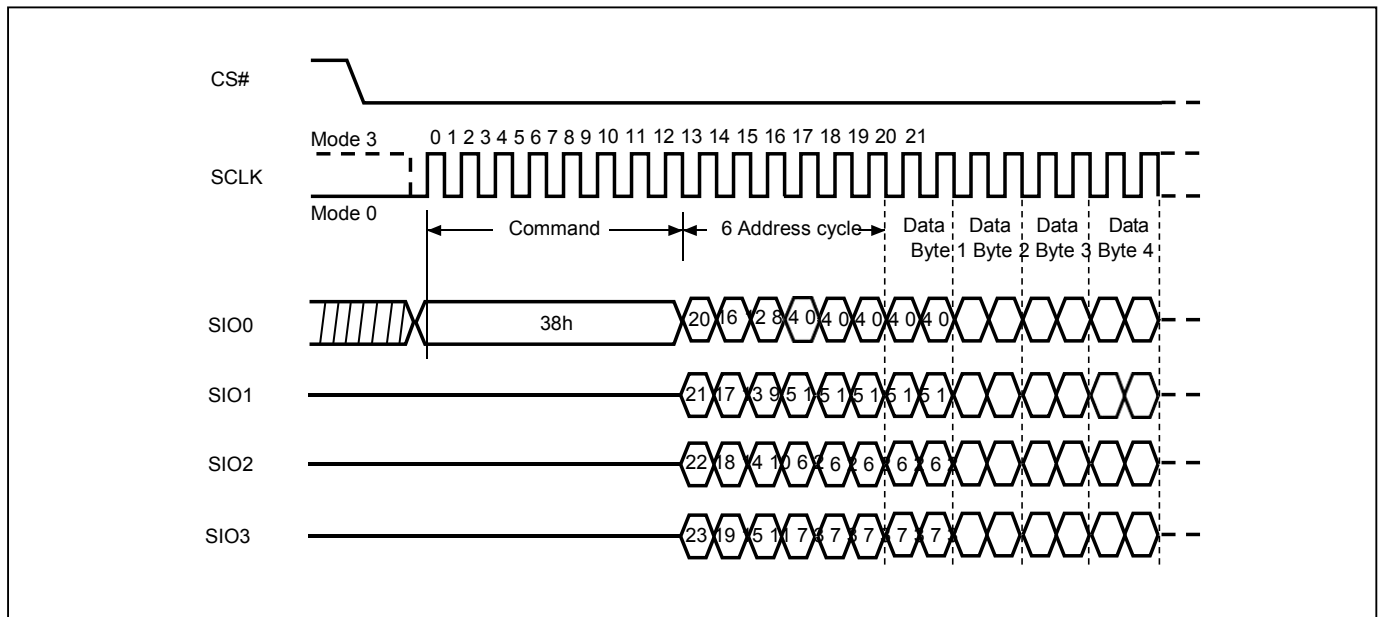 CS#
Mode 3
0 1 2 3 4 5 6 7 8 9 10 11 12 13 14 15 16 17 18 19 20 21
SCLK
Mode 0
Command
6 Address cycle
Data
Byte 1
Data
Byte 2
Data
Byte 3
Data
Byte 4
SIO0
38h
20 16 12 8 4 0 4 0 4 0 4 0 4 0
SIO1
21 17 13 9 5 1 5 1 5 1 5 1 5 1
SIO2
22 18 14 10 6 2 6 2 6 2 6 2 6 2
SIO3
23 19 15 11 7 3 7 3 7 3 7 3 7 3